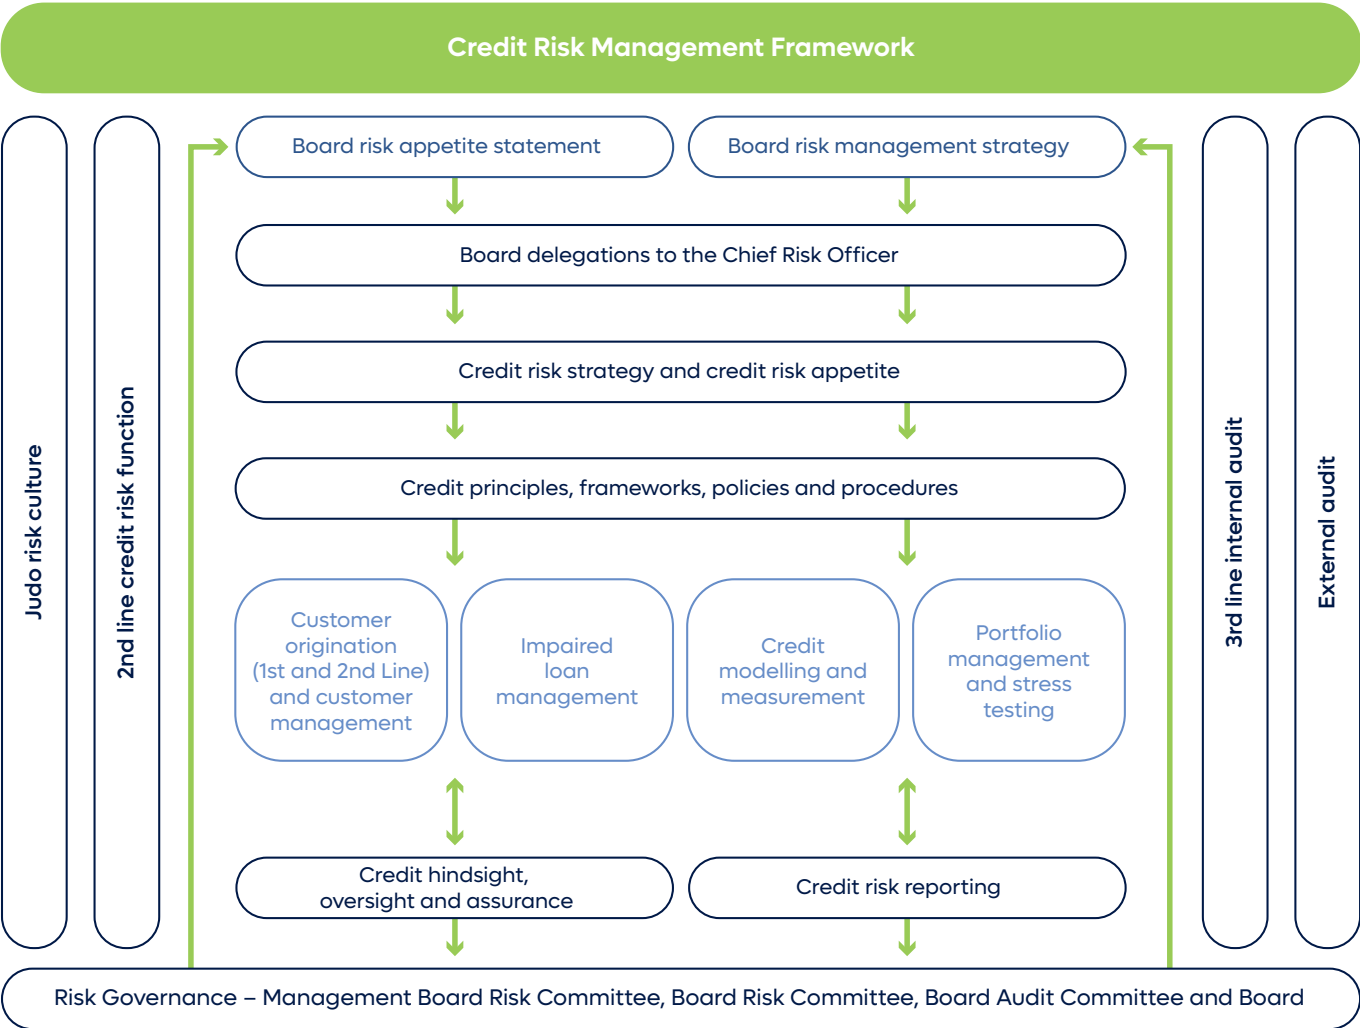 Credit Risk Management Framework
Judo risk culture
2nd line credit risk function
Board risk appetite statement
Board risk management strategy
Board delegations to the Chief Risk Officer
Credit risk strategy and credit risk appetite
Credit principles, frameworks, policies and procedures
Customer
origination
(1st and 2nd Line)
and customer
management
Impaired
loan
management
Credit
modelling and
measurement
Portfolio
management
and stress
testing
Credit hindsight,
oversight and assurance
Credit risk reporting
3rd line internal audit
External audit
Risk Governance – Management Board Risk Committee, Board Risk Committee, Board Audit Committee and Board